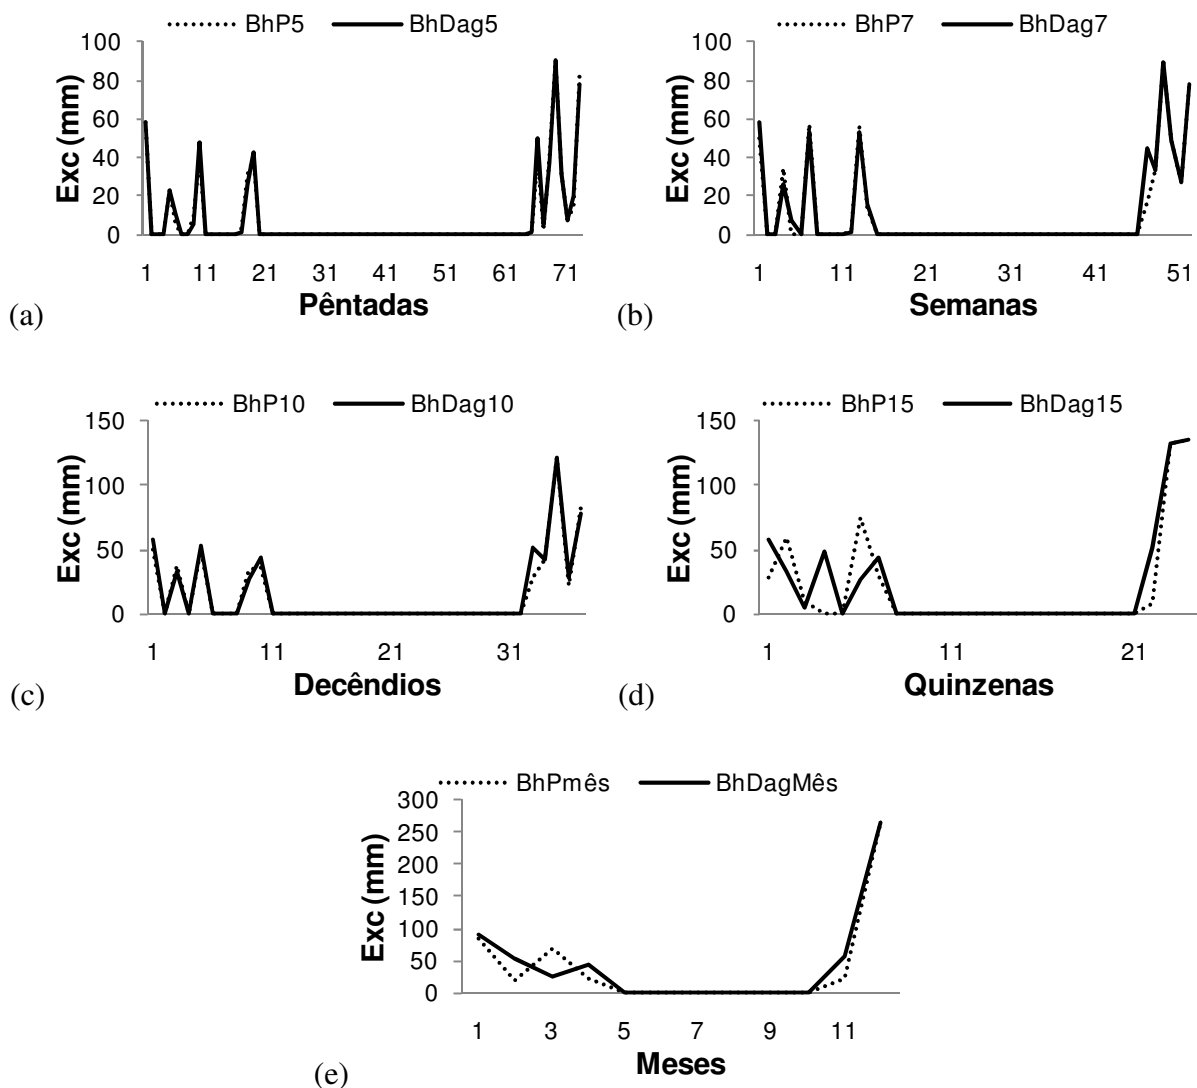 BhP5 BhDag5
Exc (mm)
100
80
60
40
20
0
1 11 21 31 41 51 61 71
Pêntadas
(a)
BhP7 BhDag7
Exc (mm)
100
80
60
40
20
0
1 11 21 31 41 51
Semanas
(b)
BhP10 BhDag10
Exc (mm)
150
100
50
0
1 11 21 31
Decêndios
(c)
BhP15 BhDag15
Exc (mm)
150
100
50
0
1 11 21
Quinzenas
(d)
BhPmês BhDagMês
Exc (mm)
300
250
200
150
100
50
0
1 3 5 7 9 11
Meses
(e)